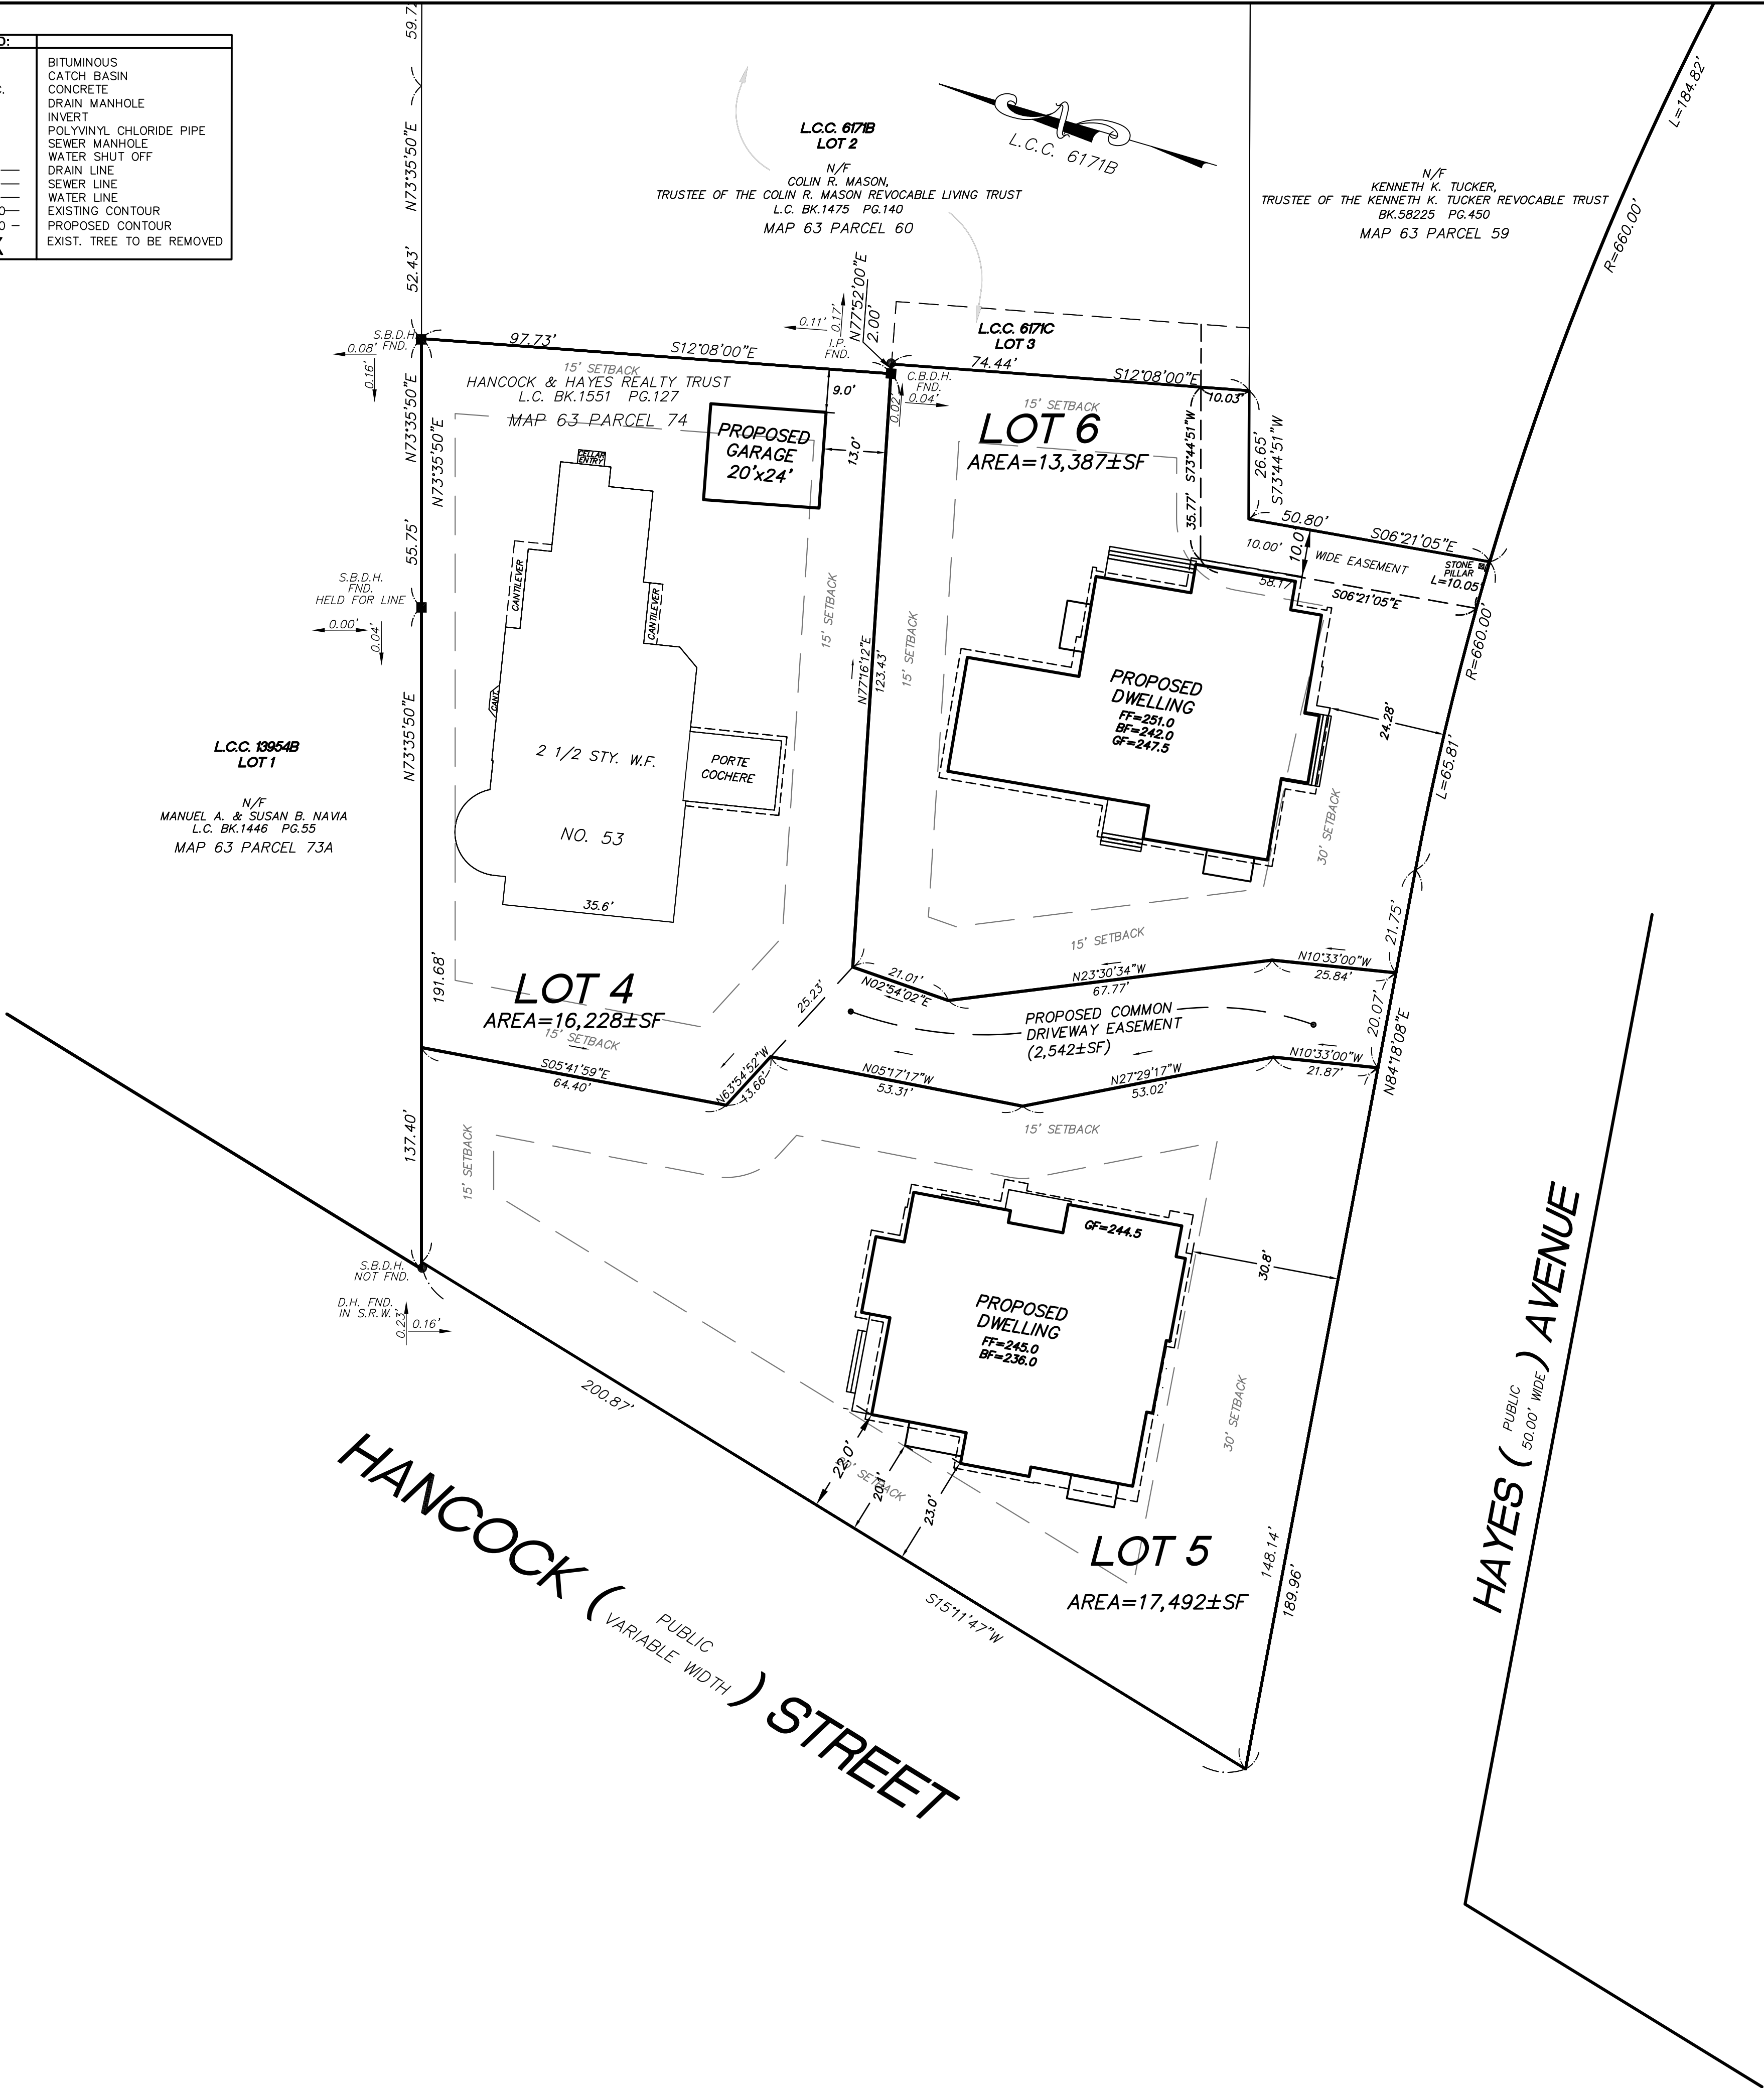 D:
BITUMINOUS
CATCH BASIN
C.
CONCRETE
DRAIN MANHOLE
INVERT
POLYVINYL CHLORIDE PIPE
SEWER MANHOLE
WATER SHUT OFF
DRAIN LINE
SEWER LINE
WATER LINE
EXISTING CONTOUR
PROPOSED CONTOUR
EXIST. TREE TO BE REMOVED
N73°35'50"E
52.43'
L.C.C. 6171B
LOT 2
N/F
COLIN R. MASON,
TRUSTEE OF THE COLIN R. MASON REVOCABLE LIVING TRUST
L.C. BK.1475 PG.140
MAP 63 PARCEL 60
L.C.C. 6171B
N/F
KENNETH K. TUCKER,
TRUSTEE OF THE KENNETH K. TUCKER REVOCABLE TRUST
BK.58225 PG.450
MAP 63 PARCEL 59
L=184.82'
R=660.00'
S.B.D.H.
FND.
0.08'
0.16'
97.73'
S12°08'00"E
0.11'
0.17'
I.P.
FND.
N77°52'00"E
2.00'
L.C.C. 6171C
LOT 3
74.44'
S12°08'00"E
10.03'
C.B.D.H.
FND.
0.04'
0.02'
15' SETBACK
HANCOCK & HAYES REALTY TRUST
L.C. BK.1551 PG.127
MAP 63 PARCEL 74
9.0'
13.0'
PROPOSED
GARAGE
20'x24'
15' SETBACK
LOT 6
AREA=13,387±SF
S73°44'51"W
35.77'
26.65'
S73°44'51"W
50.80'
S06°21'05"E
10.00'
10.0'
WIDE EASEMENT
STONE
PILLAR
L=10.05'
58.17'
S06°21'05"E
R=660.00'
N73°35'50"E
N73°35'50"E
55.75'
S.B.D.H.
FND.
HELD FOR LINE
0.00'
0.04'
CELLAR
ENTRY
CANTILEVER
CANTILEVER
CANT.
15' SETBACK
15' SETBACK
N77°16'12"E
123.43'
PROPOSED
DWELLING
FF=251.0
BF=242.0
GF=247.5
24.28'
L=65.81'
30' SETBACK
N73°35'50"E
L.C.C. 13954B
LOT 1
N/F
MANUEL A. & SUSAN B. NAVIA
L.C. BK.1446 PG.55
MAP 63 PARCEL 73A
2 1/2 STY. W.F.
PORTE
COCHERE
NO. 53
35.6'
15' SETBACK
21.75'
191.68'
LOT 4
AREA=16,228±SF
15' SETBACK
25.23'
21.01'
N02°54'02"E
N23°30'34"W
67.77'
N10°33'00"W
25.84'
PROPOSED COMMON
DRIVEWAY EASEMENT
(2,542±SF)
20.07'
N84°18'08"E
S05°41'59"E
64.40'
N63°54'52"W
13.66'
N05°17'17"W
53.31'
N27°29'17"W
53.02'
N10°33'00"W
21.87'
137.40'
15' SETBACK
15' SETBACK
S.B.D.H.
NOT FND.
D.H. FND.
IN S.R.W.
0.23'
0.16'
GF=244.5
30.8'
PROPOSED
DWELLING
FF=245.0
BF=236.0
30' SETBACK
200.87'
22.0'
20.1'
SETBACK
23.0'
LOT 5
AREA=17,492±SF
148.14'
189.96'
S15°11'47"W
HANCOCK ( PUBLIC
VARIABLE WIDTH ) STREET
HAYES ( PUBLIC
50.00' WIDE ) AVENUE